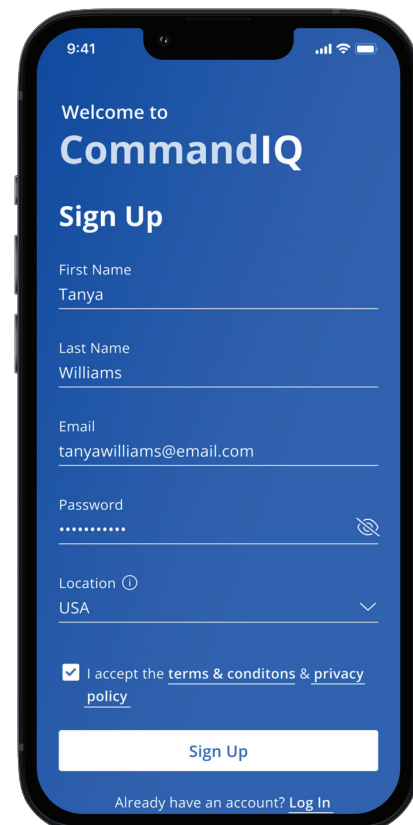 9:41
Welcome to
CommandIQ
Sign Up
First Name
Tanya
Last Name
Williams
Email
tanyawilliams@email.com
Password
•••••••••••
Location ⓘ
USA
I accept the terms & conditons & privacy
policy
Sign Up
Already have an account? Log In